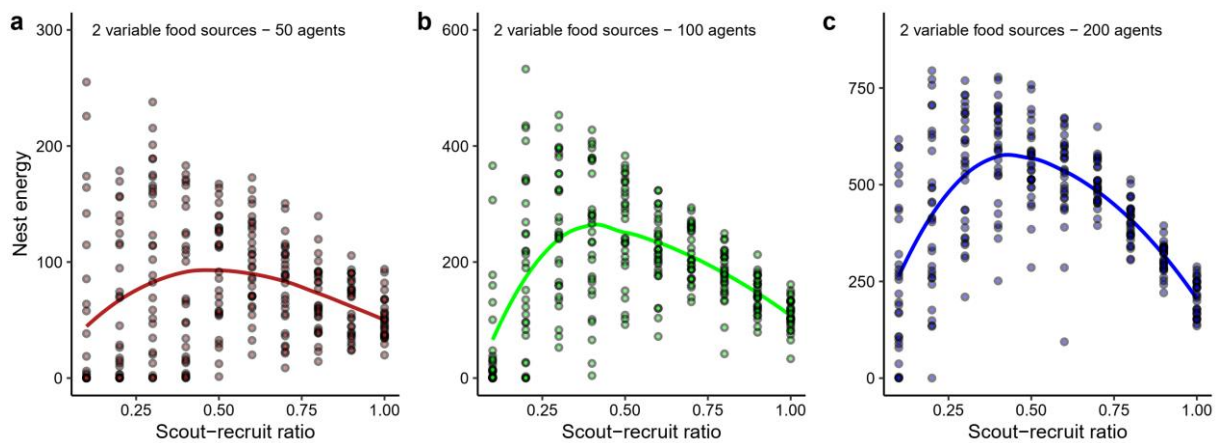 a
2 variable food sources − 50 agents
300
200
100
0
Nest energy
0.25 0.50 0.75 1.00
Scout−recruit ratio
b
2 variable food sources − 100 agents
600
400
200
0
0.25 0.50 0.75 1.00
Scout−recruit ratio
c
2 variable food sources − 200 agents
750
500
250
0
0.25 0.50 0.75 1.00
Scout−recruit ratio